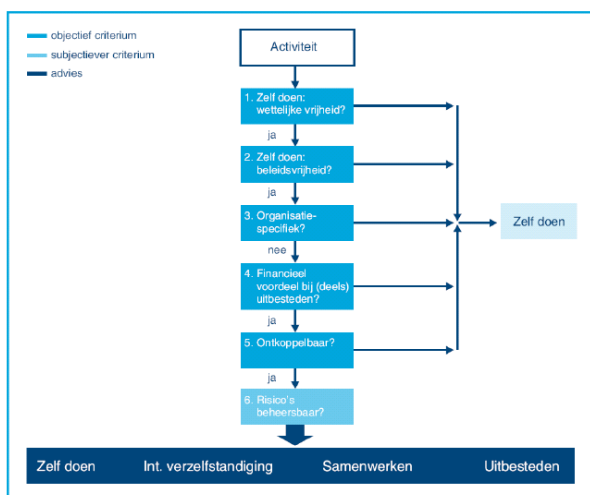 objectief criterium
subjectiever criterium
advies
Activiteit
1. Zelf doen:
wettelijke vrijheid?
ja
2. Zelf doen:
beleidsvrijheid?
ja
3. Organisatie-
specifiek?
Zelf doen
nee
4. Financieel
voordeel bij (deels)
uitbesteden?
ja
5. Ontkoppelbaar?
ja
6. Risico's
beheersbaar?
Zelf doen Int. verzelfstandiging Samenwerken Uitbesteden